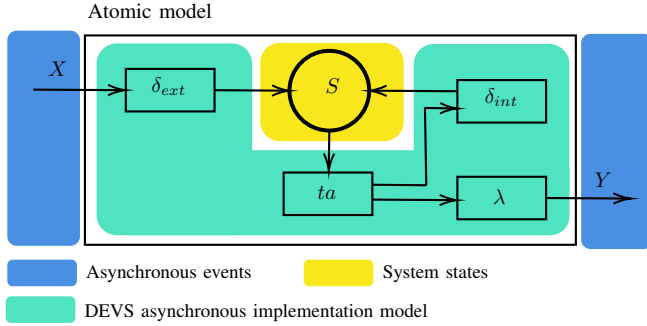 Atomic model
X
δext
S
δint
ta
λ
Y
Asynchronous events
System states
DEVS asynchronous implementation model